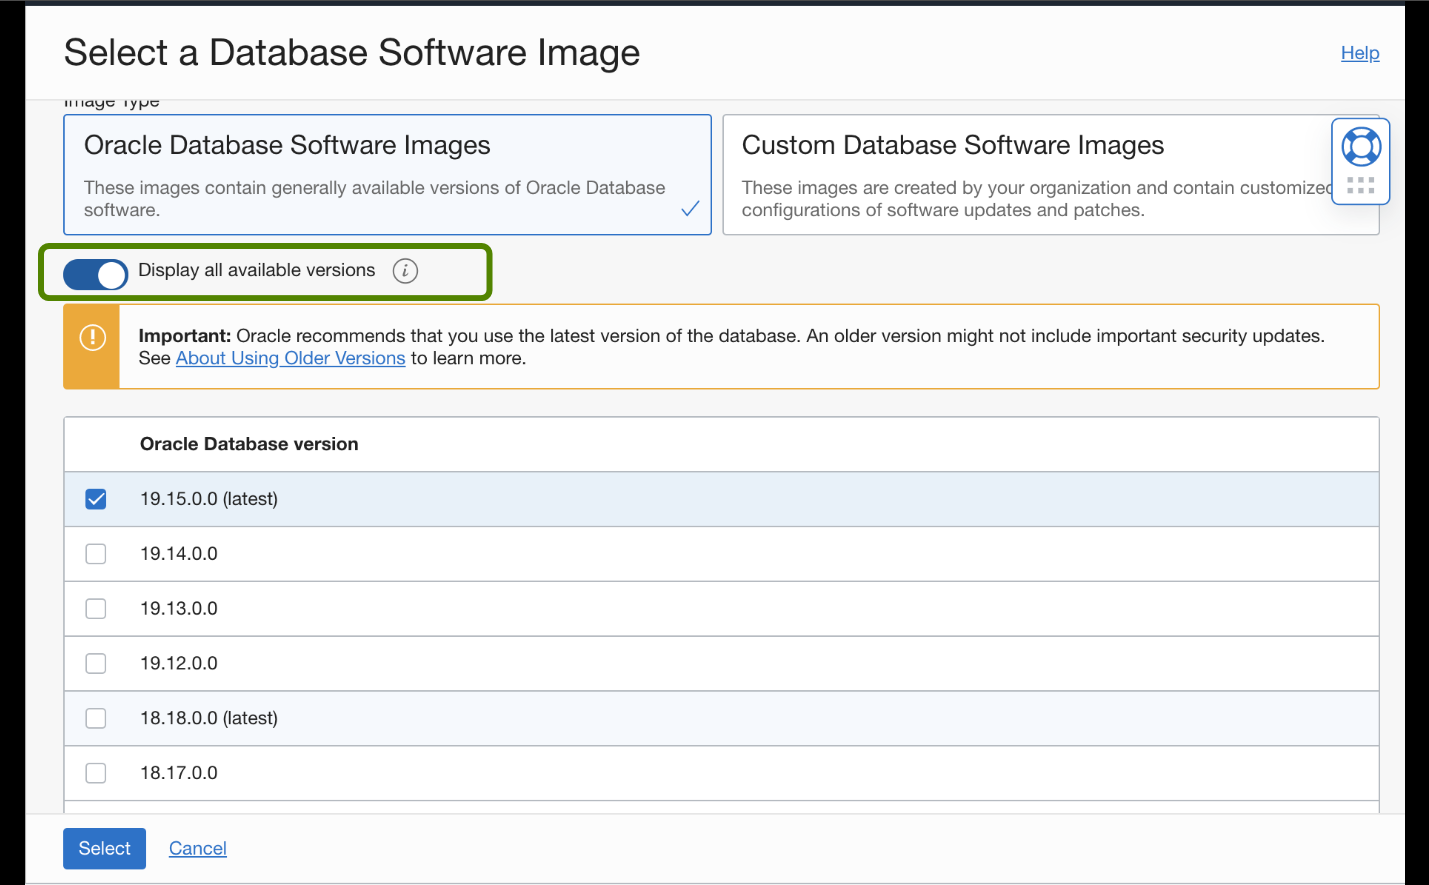 Select a Database Software Image
Help
Image Type
Oracle Database Software Images
These images contain generally available versions of Oracle Database
software.
Custom Database Software Images
These images are created by your organization and contain customized
configurations of software updates and patches.
Display all available versions
Important: Oracle recommends that you use the latest version of the database. An older version might not include important security updates.
See About Using Older Versions to learn more.
Oracle Database version
19.15.0.0 (latest)
19.14.0.0
19.13.0.0
19.12.0.0
18.18.0.0 (latest)
18.17.0.0
Select
Cancel